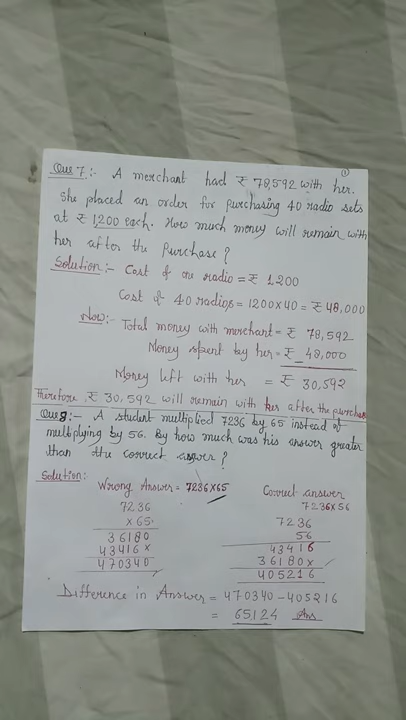 ①
Que 7:- A merchant had ₹ 78,592 with her.
She placed an order for purchasing 40 radio sets
at ₹ 1,200 each. How much money will remain with
her after the purchase?
Solution:- Cost of one radio = ₹ 1,200
Cost of 40 radios = 1200×40 = ₹ 48,000
Now:- Total money with merchant = ₹ 78,592
Money spent by her = ₹ 48,000
Money left with her = ₹ 30,592
Therefore, ₹ 30,592 will remain with her after the purchase
Que 8:- A student multiplied 7236 by 65 instead of
multiplying by 56. By how much was his answer greater
than the correct answer?
Solution:-
Wrong Answer = 7236×65
7236
×65
36180
43416×
470340
Correct answer
7236×56
7236
56
43416
36180×
405216
Difference in Answer = 470340-405216
= 65124 Ans